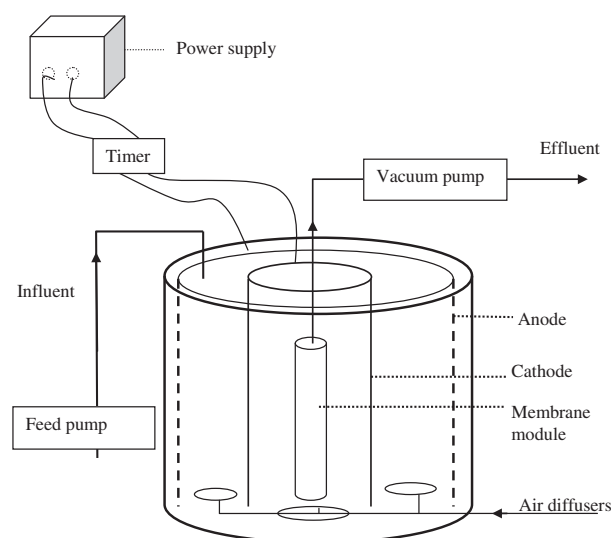 Power supply
Timer
Effluent
Vacuum pump
Influent
Anode
Cathode
Membrane
module
Feed pump
Air diffusers